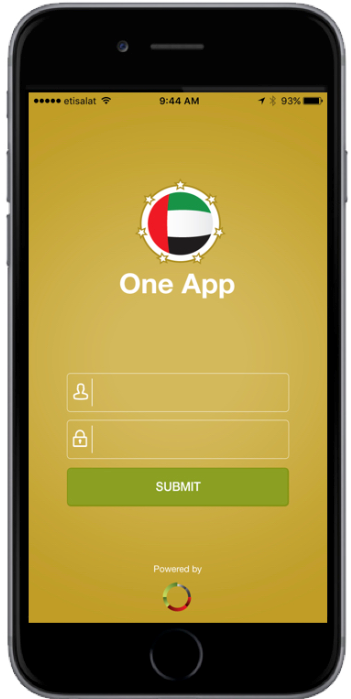 etisalat 9:44 AM 93%
One App
SUBMIT
Powered by